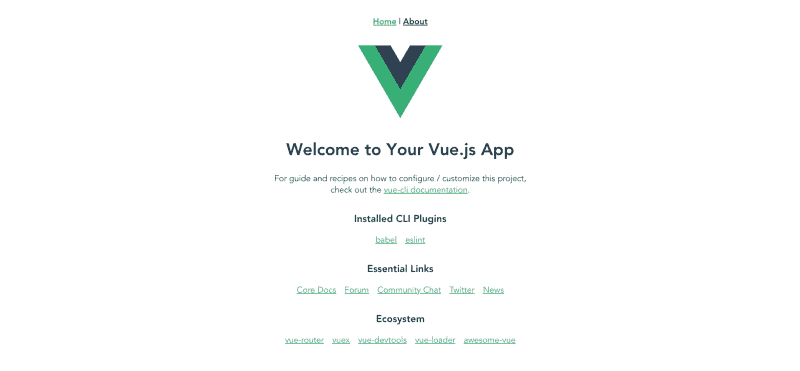 Home | About
Welcome to Your Vue.js App
For guide and recipes on how to configure / customize this project,
check out the vue-cli documentation.
Installed CLI Plugins
babel eslint
Essential Links
Core Docs Forum Community Chat Twitter News
Ecosystem
vue-router vuex vue-devtools vue-loader awesome-vue